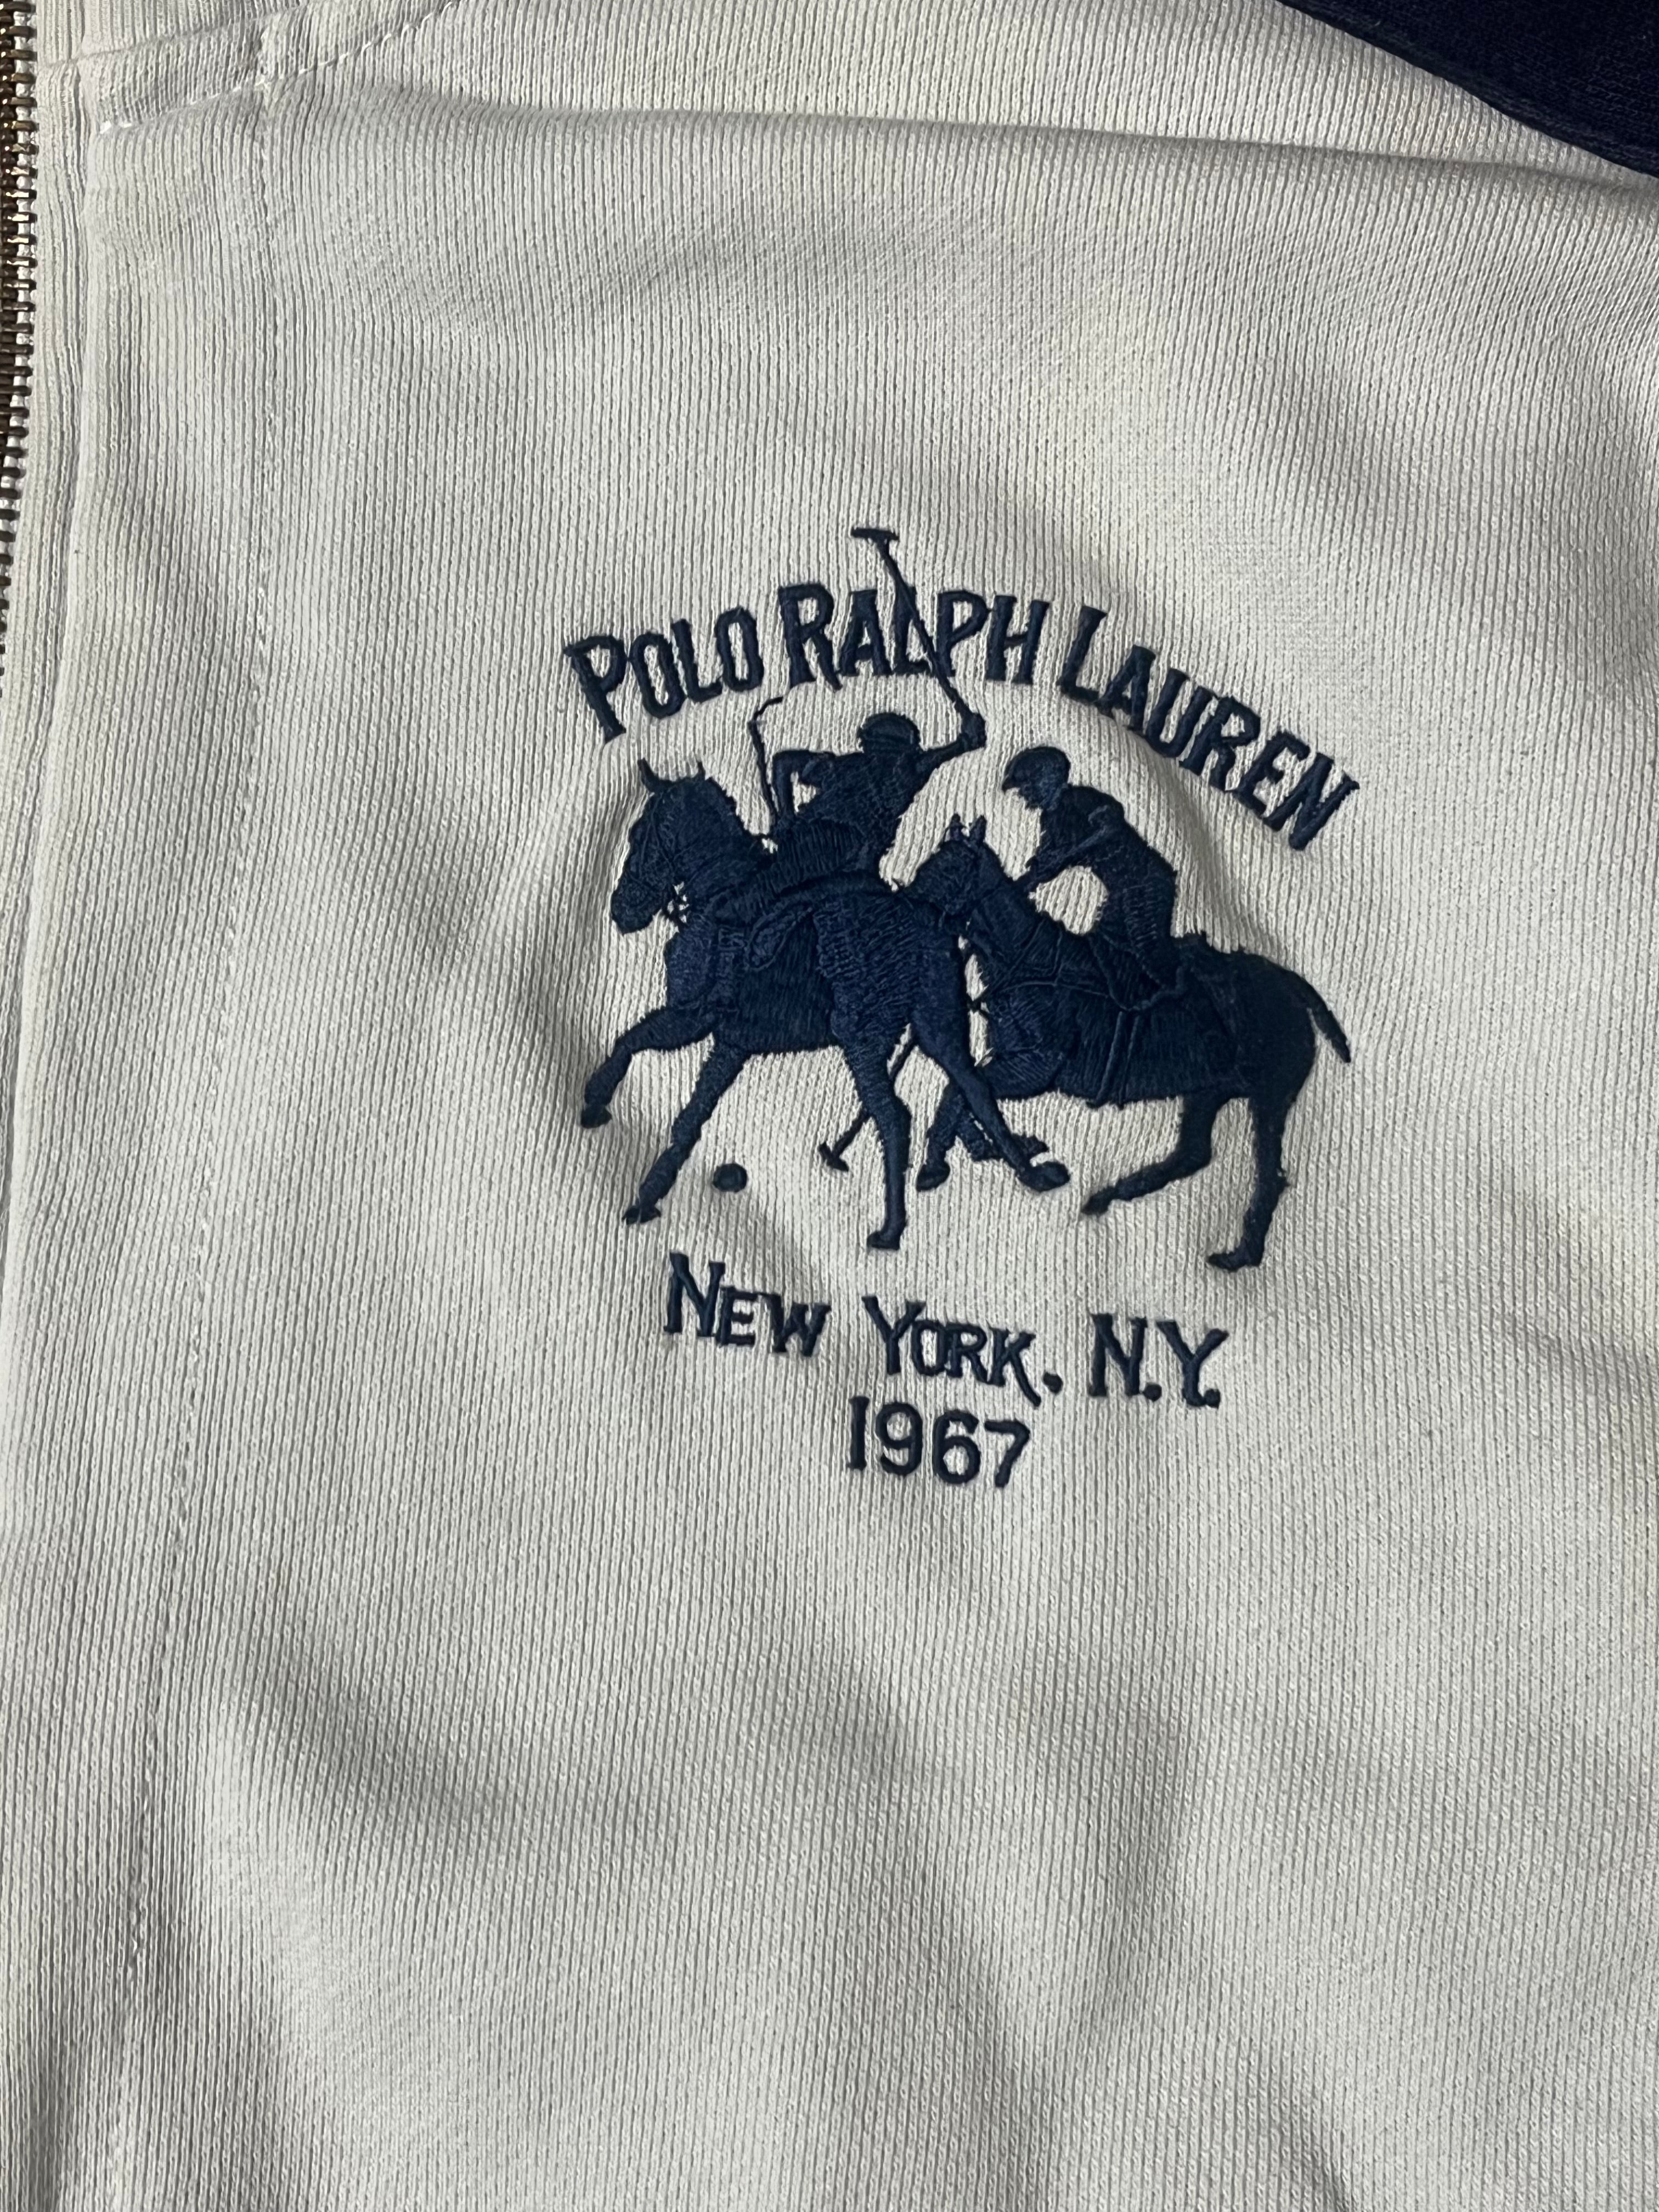 POLO RALPH LAUREN
NEW YORK. N.Y.
1967